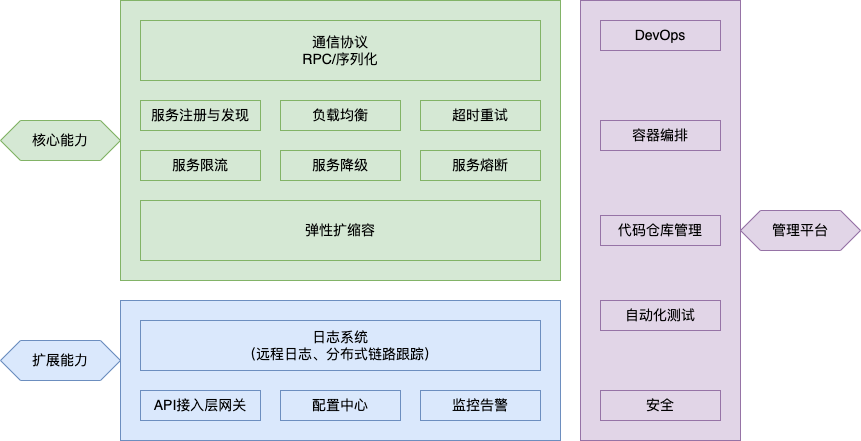 核心能力
通信协议
RPC/序列化
服务注册与发现
负载均衡
超时重试
服务限流
服务降级
服务熔断
弹性扩缩容
扩展能力
日志系统
（远程日志、分布式链路跟踪）
API接入层网关
配置中心
监控告警
DevOps
容器编排
代码仓库管理
自动化测试
安全
管理平台